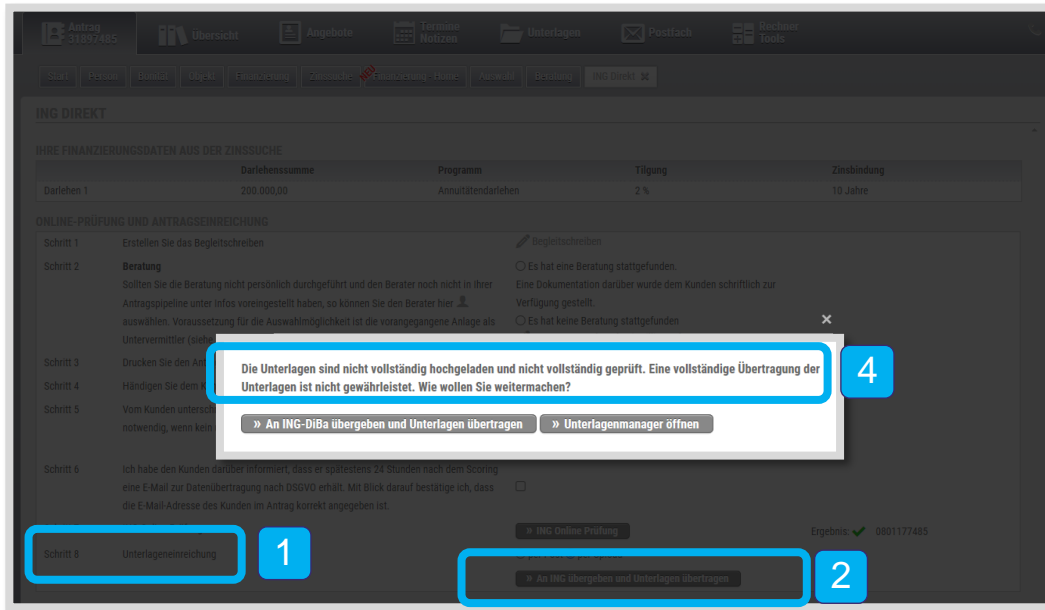 Antrag
31897485
Übersicht
Angebote
Termine
Notizen
Unterlagen
Postfach
Rechons
Tools
Start Person Bonität Objekt Finanzierung Zinssuche NEU Finanzierung-Home Auswahl Beratung ING Direkt
ING DIREKT
IHRE FINANZIERUNGSDATEN AUS DER ZINSSUCHE
Darlehenssumme Programm Tilgung Zinsbindung
Darlehen 1 200.000,00 Annuitätendarlehen 2 % 10 Jahre
ONLINE-PRÜFUNG UND ANTRAGSEINREICHUNG
Schritt 1 Erstellen Sie das Begleitschreiben Begleitschreiben
Schritt 2 Beratung Es hat eine Beratung stattgefunden.
Sollten Sie die Beratung nicht persönlich durchgeführt und den Berater noch nicht in Ihrer Eine Dokumentation darüber wurde dem Kunden schriftlich zur
Antragspipeline unter Infos voreingestellt haben, so können Sie den Berater hier Verfügung gestellt.
auswählen. Voraussetzung für die Auswahlmöglichkeit ist die vorangegangene Anlage als Es hat keine Beratung stattgefunden
Untervermittler (siehe
×
Schritt 3 Drucken Sie den
Die Unterlagen sind nicht vollständig hochgeladen und nicht vollständig geprüft. Eine vollständige Übertragung der
Unterlagen ist nicht gewährleistet. Wie wollen Sie weitermachen?
4
Schritt 4 Händigen Sie dem
» An ING-DiBa übergeben und Unterlagen übertragen » Unterlagenmanager öffnen
Schritt 5 Vom Kunden
notwendig, wenn kein
Schritt 6 Ich habe den Kunden darüber informiert, dass er spätestens 24 Stunden nach dem Scoring
eine E-Mail zur Datenübertragung nach DSGVO erhält. Mit Blick darauf bestätige ich, dass
die E-Mail-Adresse des Kunden im Antrag korrekt angegeben ist.
» ING Online Prüfung Ergebnis: 0801177485
Schritt 8 Unterlageneinreichung
1
» An ING übergeben und Unterlagen übertragen
2